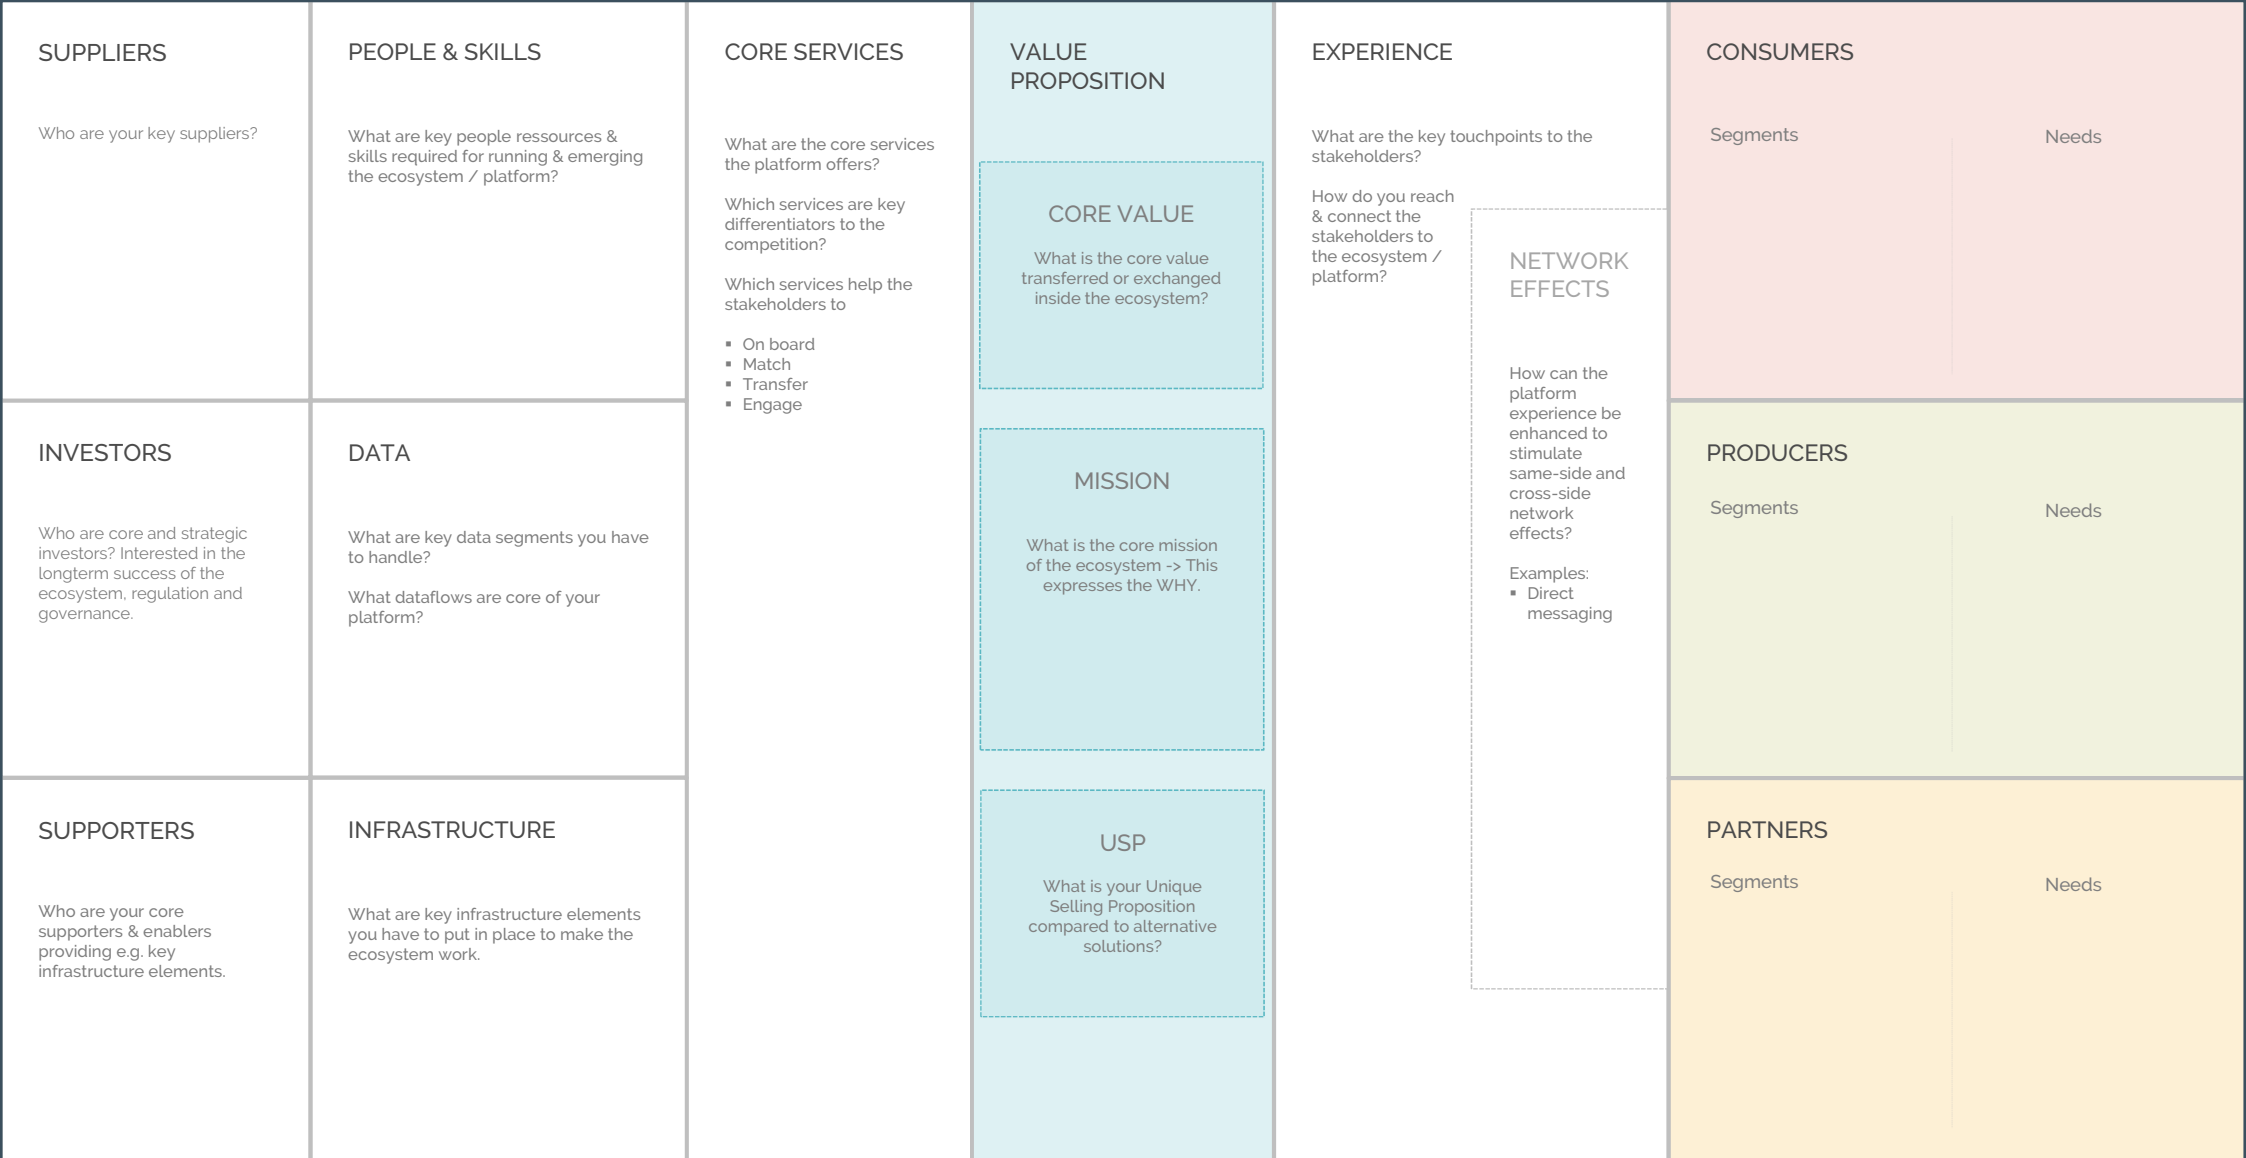 SUPPLIERS
Who are your key suppliers?
PEOPLE & SKILLS
What are key people ressources &
skills required for running & emerging
the ecosystem / platform?
CORE SERVICES
What are the core services
the platform offers?
Which services are key
differentiators to the
competition?
Which services help the
stakeholders to
▪ On board
▪ Match
▪ Transfer
▪ Engage
VALUE
PROPOSITION
CORE VALUE
What is the core value
transferred or exchanged
inside the ecosystem?
MISSION
What is the core mission
of the ecosystem -> This
expresses the WHY.
USP
What is your Unique
Selling Proposition
compared to alternative
solutions?
EXPERIENCE
What are the key touchpoints to the
stakeholders?
How do you reach
& connect the
stakeholders to
the ecosystem /
platform?
NETWORK
EFFECTS
How can the
platform
experience be
enhanced to
stimulate
same-side and
cross-side
network
effects?
Examples:
▪ Direct
messaging
CONSUMERS
Segments
Needs
INVESTORS
Who are core and strategic
investors? Interested in the
longterm success of the
ecosystem, regulation and
governance.
DATA
What are key data segments you have
to handle?
What dataflows are core of your
platform?
PRODUCERS
Segments
Needs
SUPPORTERS
Who are your core
supporters & enablers
providing e.g. key
infrastructure elements.
INFRASTRUCTURE
What are key infrastructure elements
you have to put in place to make the
ecosystem work.
PARTNERS
Segments
Needs